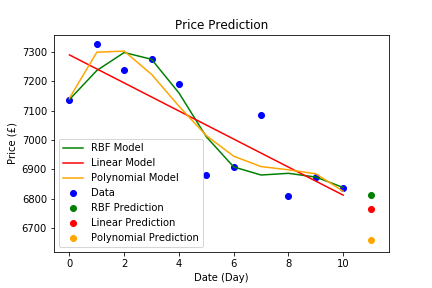 Price Prediction
Price (£)
7300
7200
7100
7000
6900
6800
6700
RBF Model
Linear Model
Polynomial Model
Data
RBF Prediction
Linear Prediction
Polynomial Prediction
0 2 4 6 8 10
Date (Day)